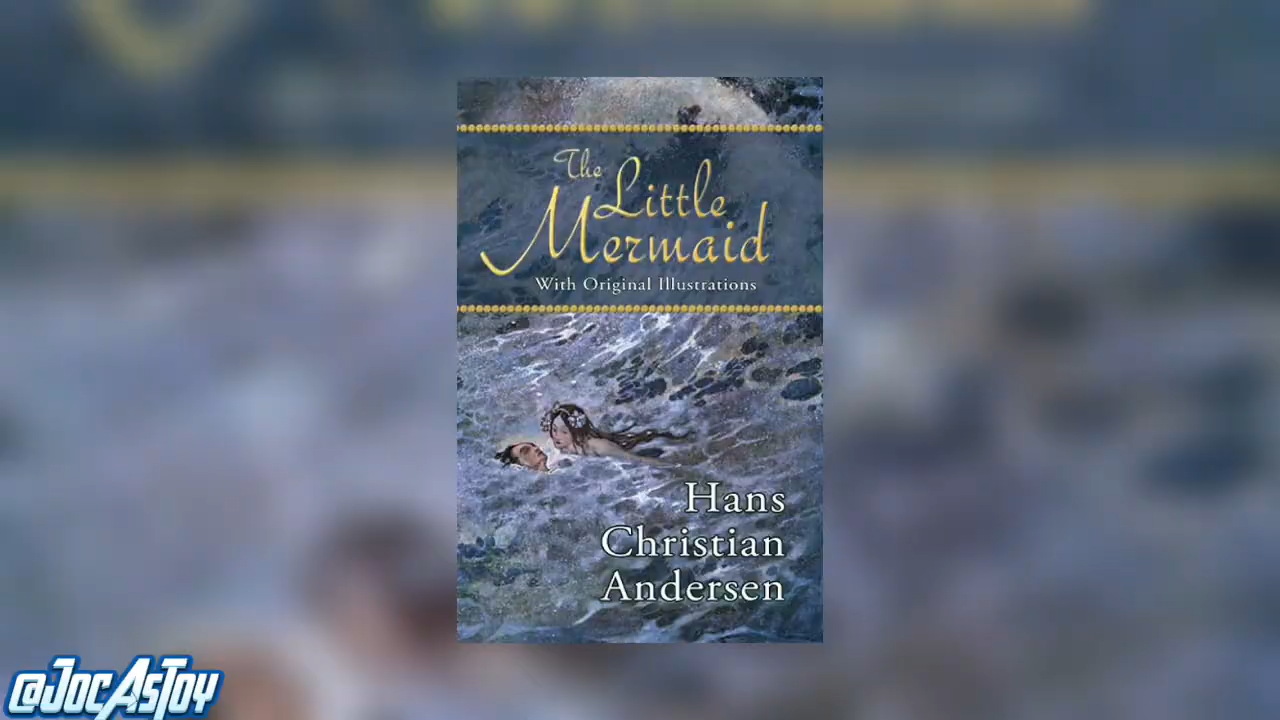 The
Little
Mermaid
With Original Illustrations
Hans
Christian
Andersen
@JocAsToy